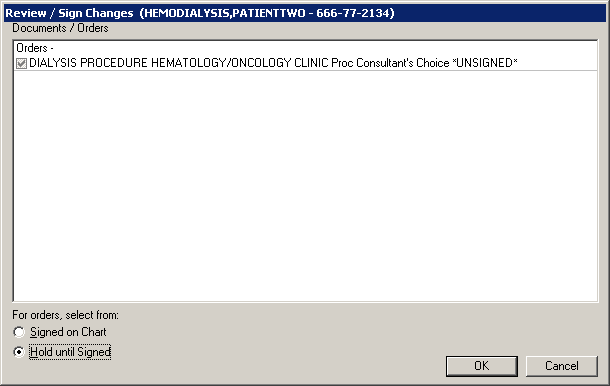 Review / Sign Changes (HEMODIALYSIS,PATIENTTWO - 666-77-2134)
Documents / Orders
Orders -
DIALYSIS PROCEDURE HEMATOLOGY/ONCOLOGY CLINIC Proc Consultant's Choice *UNSIGNED*
For orders, select from:
Signed on Chart
Hold until Signed
OK Cancel